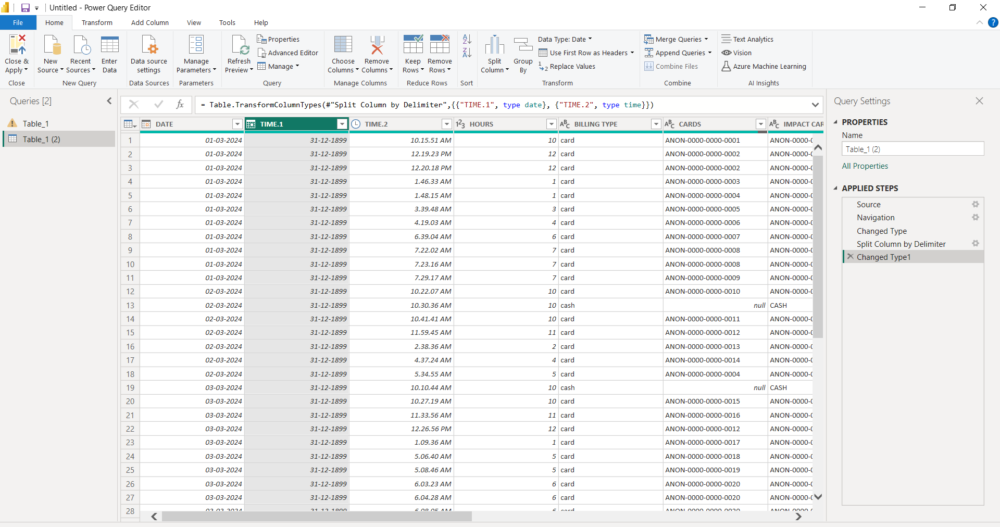 Untitled - Power Query Editor
File Home Transform Add Column View Tools Help
Close & Apply
Close
New Source
Recent Sources
Enter Data
New Query
Data source settings
Data Sources
Manage Parameters
Parameters
Refresh Preview
Properties
Advanced Editor
Manage
Query
Choose Columns
Remove Columns
Manage Columns
Keep Rows
Remove Rows
Reduce Rows
Sort
Split Column
Group By
Data Type: Date
Use First Row as Headers
Replace Values
Transform
Merge Queries
Append Queries
Combine Files
Combine
Text Analytics
Vision
Azure Machine Learning
AI Insights
Queries [2]
Table_1
Table_1 (2)
fx = Table.TransformColumnTypes(#"Split Column by Delimiter",{{"TIME.1", type date}, {"TIME.2", type time}})
DATE TIME.1 TIME.2 HOURS BILLING TYPE CARDS IMPACT CAR
1 01-03-2024 31-12-1899 10.15.51 AM 10 card ANON-0000-0000-0001 ANON-0000-0
2 01-03-2024 31-12-1899 12.19.23 PM 12 card ANON-0000-0000-0002 ANON-0000-0
3 01-03-2024 31-12-1899 12.20.18 PM 12 card ANON-0000-0000-0002 ANON-0000-0
4 01-03-2024 31-12-1899 1.46.33 AM 1 card ANON-0000-0000-0003 ANON-0000-0
5 01-03-2024 31-12-1899 1.48.15 AM 1 card ANON-0000-0000-0004 ANON-0000-0
6 01-03-2024 31-12-1899 3.39.48 AM 3 card ANON-0000-0000-0005 ANON-0000-0
7 01-03-2024 31-12-1899 4.19.03 AM 4 card ANON-0000-0000-0006 ANON-0000-0
8 01-03-2024 31-12-1899 6.39.04 AM 6 card ANON-0000-0000-0007 ANON-0000-0
9 01-03-2024 31-12-1899 7.22.02 AM 7 card ANON-0000-0000-0008 ANON-0000-0
10 01-03-2024 31-12-1899 7.23.16 AM 7 card ANON-0000-0000-0008 ANON-0000-0
11 01-03-2024 31-12-1899 7.29.17 AM 7 card ANON-0000-0000-0009 ANON-0000-0
12 02-03-2024 31-12-1899 10.22.07 AM 10 card ANON-0000-0000-0010 ANON-0000-0
13 02-03-2024 31-12-1899 10.30.36 AM 10 cash null CASH
14 02-03-2024 31-12-1899 10.41.41 AM 10 card ANON-0000-0000-0011 ANON-0000-0
15 02-03-2024 31-12-1899 11.59.45 AM 11 card ANON-0000-0000-0012 ANON-0000-0
16 02-03-2024 31-12-1899 2.38.36 AM 2 card ANON-0000-0000-0013 ANON-0000-0
17 02-03-2024 31-12-1899 4.37.24 AM 4 card ANON-0000-0000-0014 ANON-0000-0
18 02-03-2024 31-12-1899 5.34.55 AM 5 card ANON-0000-0000-0004 ANON-0000-0
19 03-03-2024 31-12-1899 10.10.44 AM 10 cash null CASH
20 03-03-2024 31-12-1899 10.27.19 AM 10 card ANON-0000-0000-0015 ANON-0000-0
21 03-03-2024 31-12-1899 11.33.56 AM 11 card ANON-0000-0000-0016 ANON-0000-0
22 03-03-2024 31-12-1899 12.26.56 PM 12 card ANON-0000-0000-0012 ANON-0000-0
23 03-03-2024 31-12-1899 1.09.36 AM 1 card ANON-0000-0000-0017 ANON-0000-0
24 03-03-2024 31-12-1899 5.06.40 AM 5 card ANON-0000-0000-0018 ANON-0000-0
25 03-03-2024 31-12-1899 5.08.46 AM 5 card ANON-0000-0000-0019 ANON-0000-0
26 03-03-2024 31-12-1899 6.03.23 AM 6 card ANON-0000-0000-0020 ANON-0000-0
27 03-03-2024 31-12-1899 6.04.28 AM 6 card ANON-0000-0000-0020 ANON-0000-0
28
Query Settings
PROPERTIES
Name
Table_1 (2)
All Properties
APPLIED STEPS
Source
Navigation
Changed Type
Split Column by Delimiter
Changed Type1